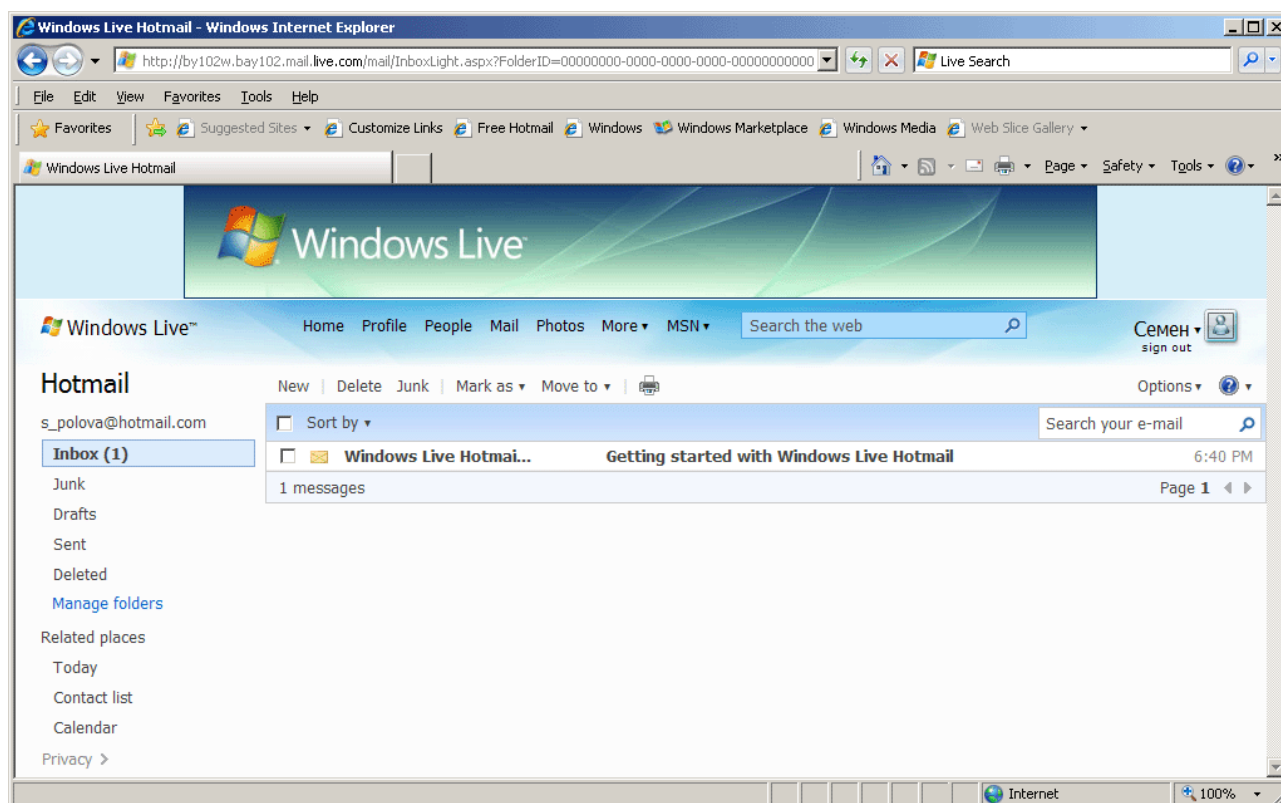 Windows Live Hotmail - Windows Internet Explorer
http://by102w.bay102.mail.live.com/mail/InboxLight.aspx?FolderID=00000000-0000-0000-0000-00000000000 Live Search
File Edit View Favorites Tools Help
Favorites Suggested Sites Customize Links Free Hotmail Windows Windows Marketplace Windows Media Web Slice Gallery
Windows Live Hotmail Page Safety Tools »
Windows Live™
Windows Live™ Home Profile People Mail Photos More MSN Search the web Семен
sign out
Hotmail New | Delete Junk | Mark as Move to | Options
s_polova@hotmail.com Sort by Search your e-mail
Inbox (1) Windows Live Hotmai... Getting started with Windows Live Hotmail 6:40 PM
Junk 1 messages Page 1
Drafts
Sent
Deleted
Manage folders
Related places
Today
Contact list
Calendar
Privacy >
Internet 100%